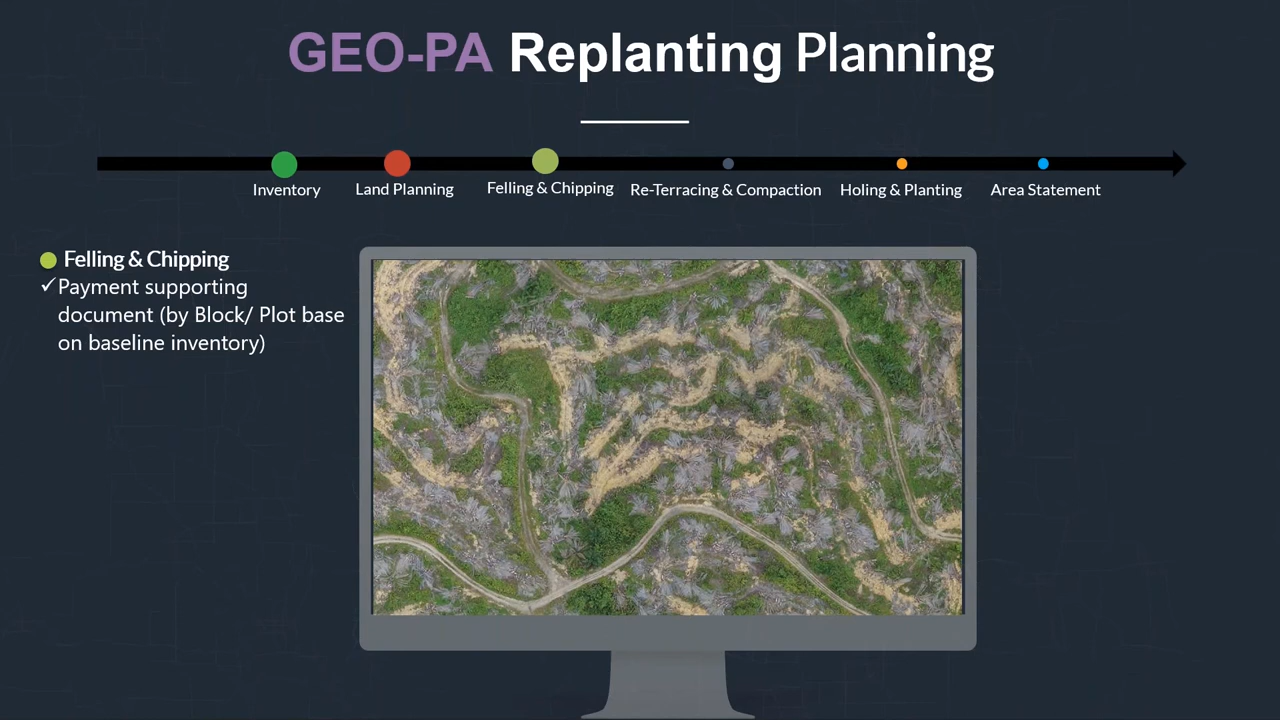 GEO-PA Replanting Planning
Inventory
Land Planning
Felling & Chipping
Re-Terracing & Compaction
Holing & Planting
Area Statement
Felling & Chipping
✓Payment supporting
document (by Block/ Plot base
on baseline inventory)